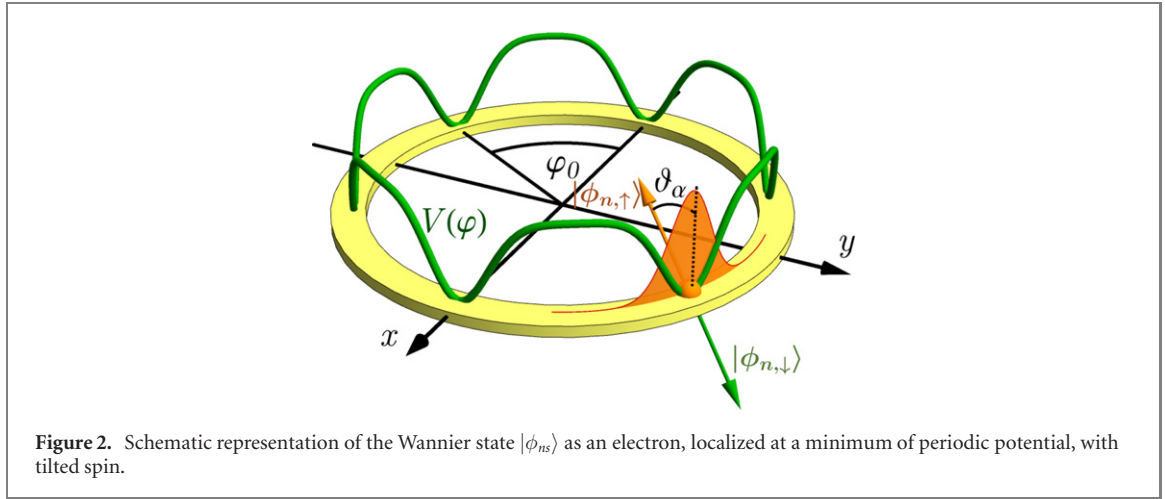 φ₀
|ϕₙ,↑⟩
ϑ_α
V(φ)
y
x
|ϕₙ,↓⟩
Figure 2. Schematic representation of the Wannier state |ϕₙₛ⟩ as an electron, localized at a minimum of periodic potential, with
tilted spin.